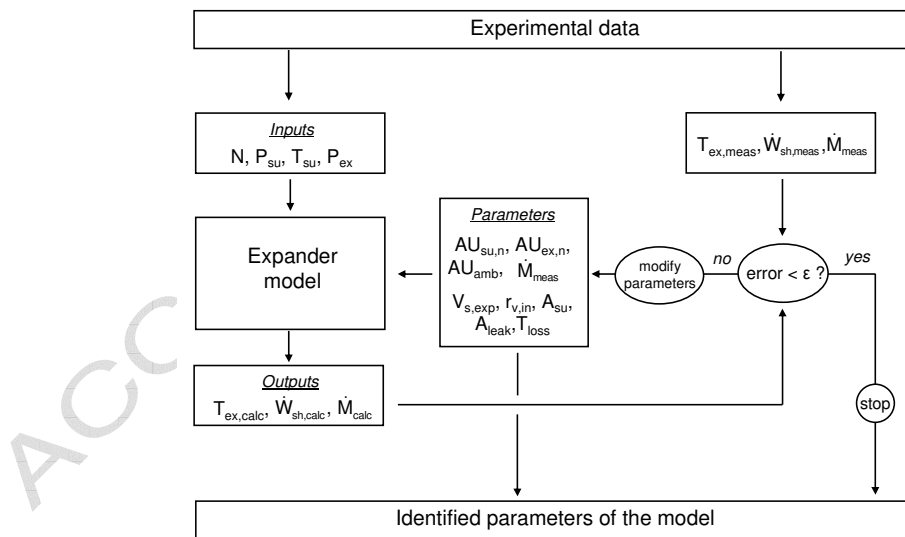 Experimental data
Inputs
N, P_su, T_su, P_ex
T_ex,meas, Ẇ_sh,meas, Ṁ_meas
Expander
model
Parameters
AU_su,n, AU_ex,n,
AU_amb, Ṁ_meas
V_s,exp, r_v,in, A_su
A_leak, T_loss
modify
parameters
no
error < ε ?
yes
Outputs
T_ex,calc, Ẇ_sh,calc, Ṁ_calc
stop
Identified parameters of the model
ACC